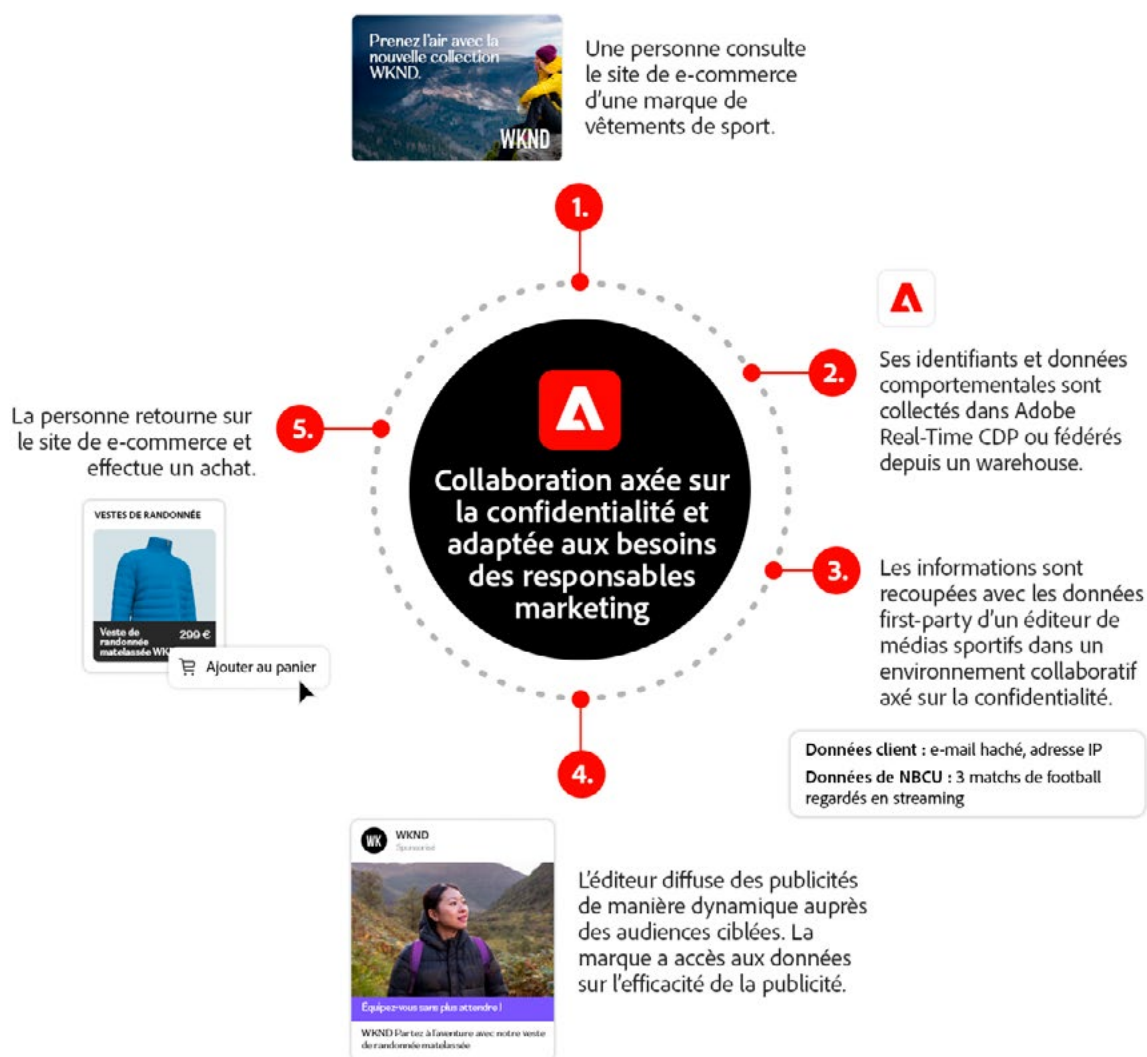 Prenez l'air avec la
nouvelle collection
WKND.
WKND
Une personne consulte
le site de e-commerce
d'une marque de
vêtements de sport.
1.
2.
Ses identifiants et données
comportementales sont
collectés dans Adobe
Real-Time CDP ou fédérés
depuis un warehouse.
3.
Les informations sont
recoupées avec les données
first-party d'un éditeur de
médias sportifs dans un
environnement collaboratif
axé sur la confidentialité.
Données client : e-mail haché, adresse IP
Données de NBCU : 3 matchs de football
regardés en streaming
Collaboration axée sur
la confidentialité et
adaptée aux besoins
des responsables
marketing
4.
WK
WKND
Sponsorisé
Équipez-vous sans plus attendre !
WKND Partez à l'aventure avec notre veste
de randonnée matelassée
L'éditeur diffuse des publicités
de manière dynamique auprès
des audiences ciblées. La
marque a accès aux données
sur l'efficacité de la publicité.
5.
La personne retourne sur
le site de e-commerce et
effectue un achat.
VESTES DE RANDONNÉE
Veste de
randonnée
matelassée
299 €
Ajouter au panier